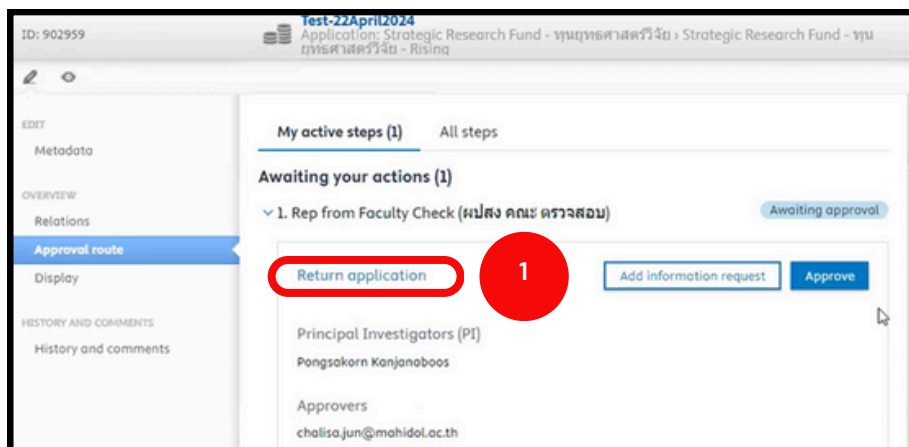 ID: 902959
Test-22April2024
Application: Strategic Research Fund - ทุนยุทธศาสตร์วิจัย › Strategic Research Fund - ทุน
ยุทธศาสตร์วิจัย - Rising
EDIT
Metadata
OVERVIEW
Relations
Approval route
Display
HISTORY AND COMMENTS
History and comments
My active steps (1)
All steps
Awaiting your actions (1)
1. Rep from Faculty Check (ผปสง คณะ ตรวจสอบ)
Awaiting approval
Return application
1
Add information request
Approve
Principal Investigators (PI)
Pongsakorn Kanjanaboos
Approvers
chalisa.jun@mahidol.ac.th